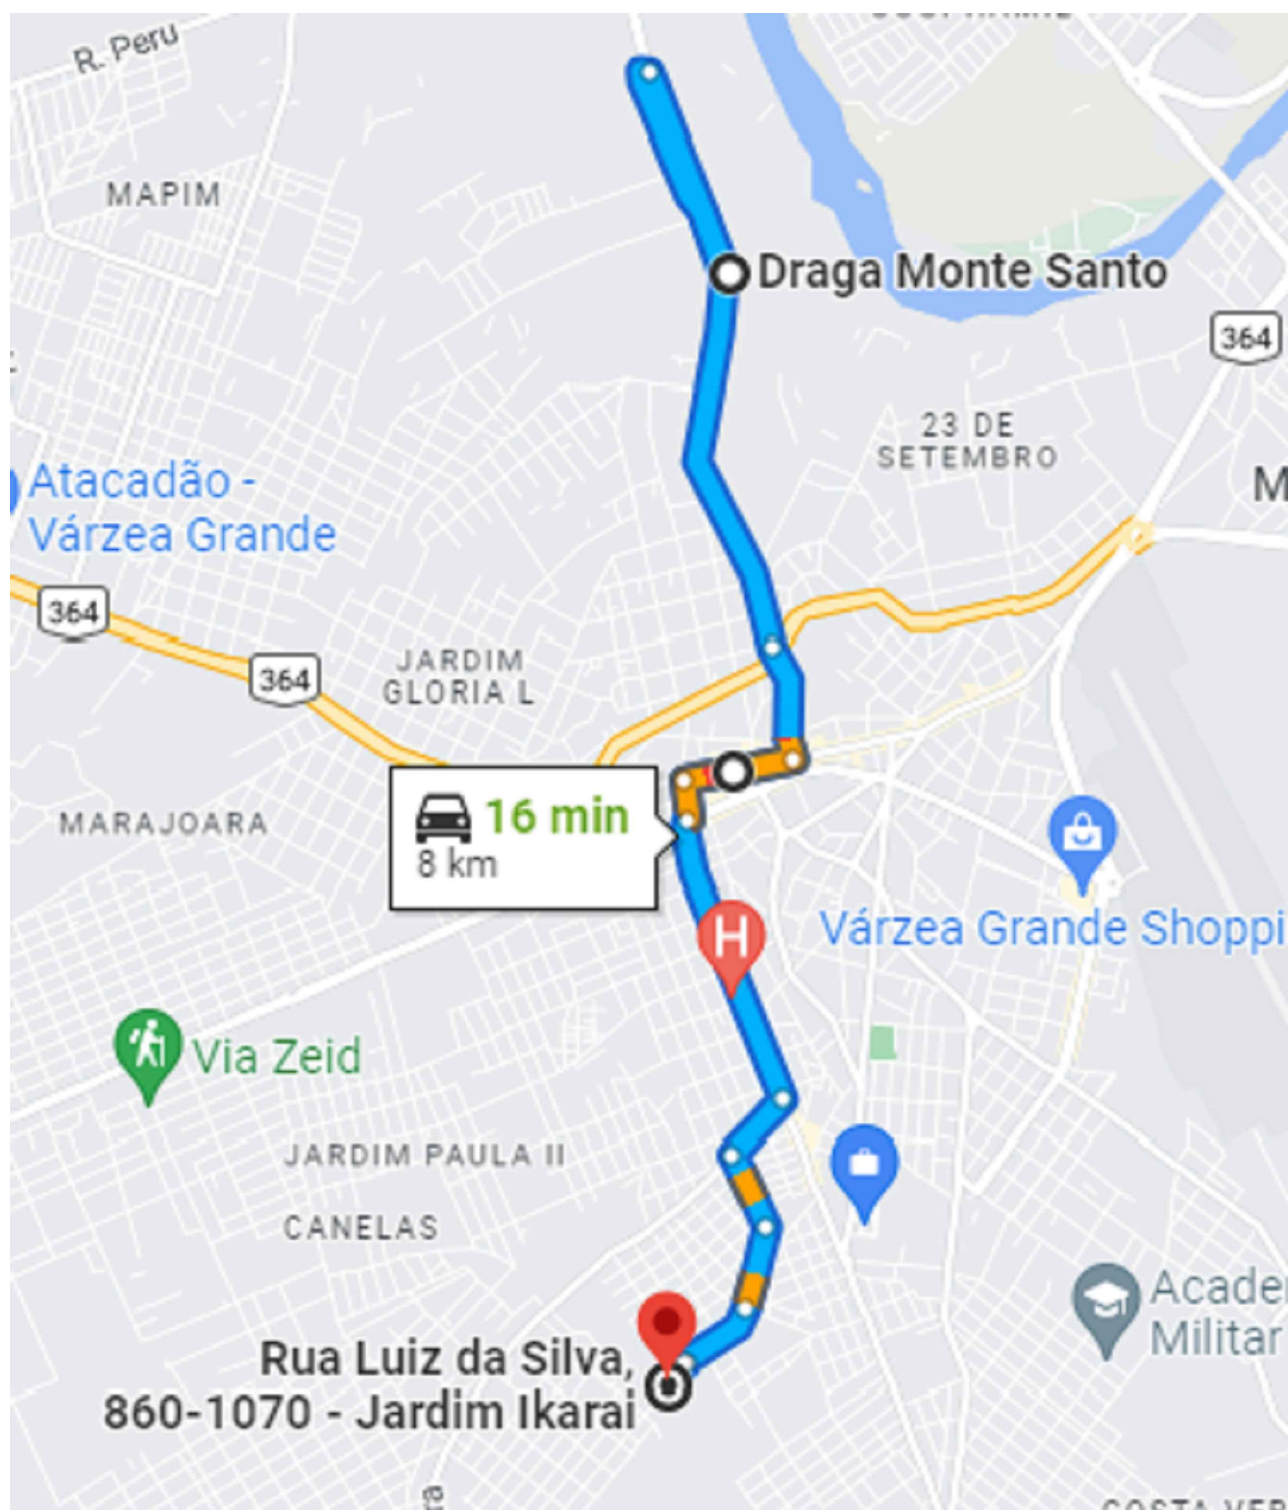 R. Peru
MAPIM
Draga Monte Santo
364
23 DE
SETEMBRO
Atacadão -
Várzea Grande
364
364
JARDIM
GLORIA L
M
MARAJOARA
16 min
8 km
H
Várzea Grande Shoppi
Via Zeid
JARDIM PAULA II
CANELAS
Acade
Militar
Rua Luiz da Silva,
860-1070 - Jardim Ikarai
ra